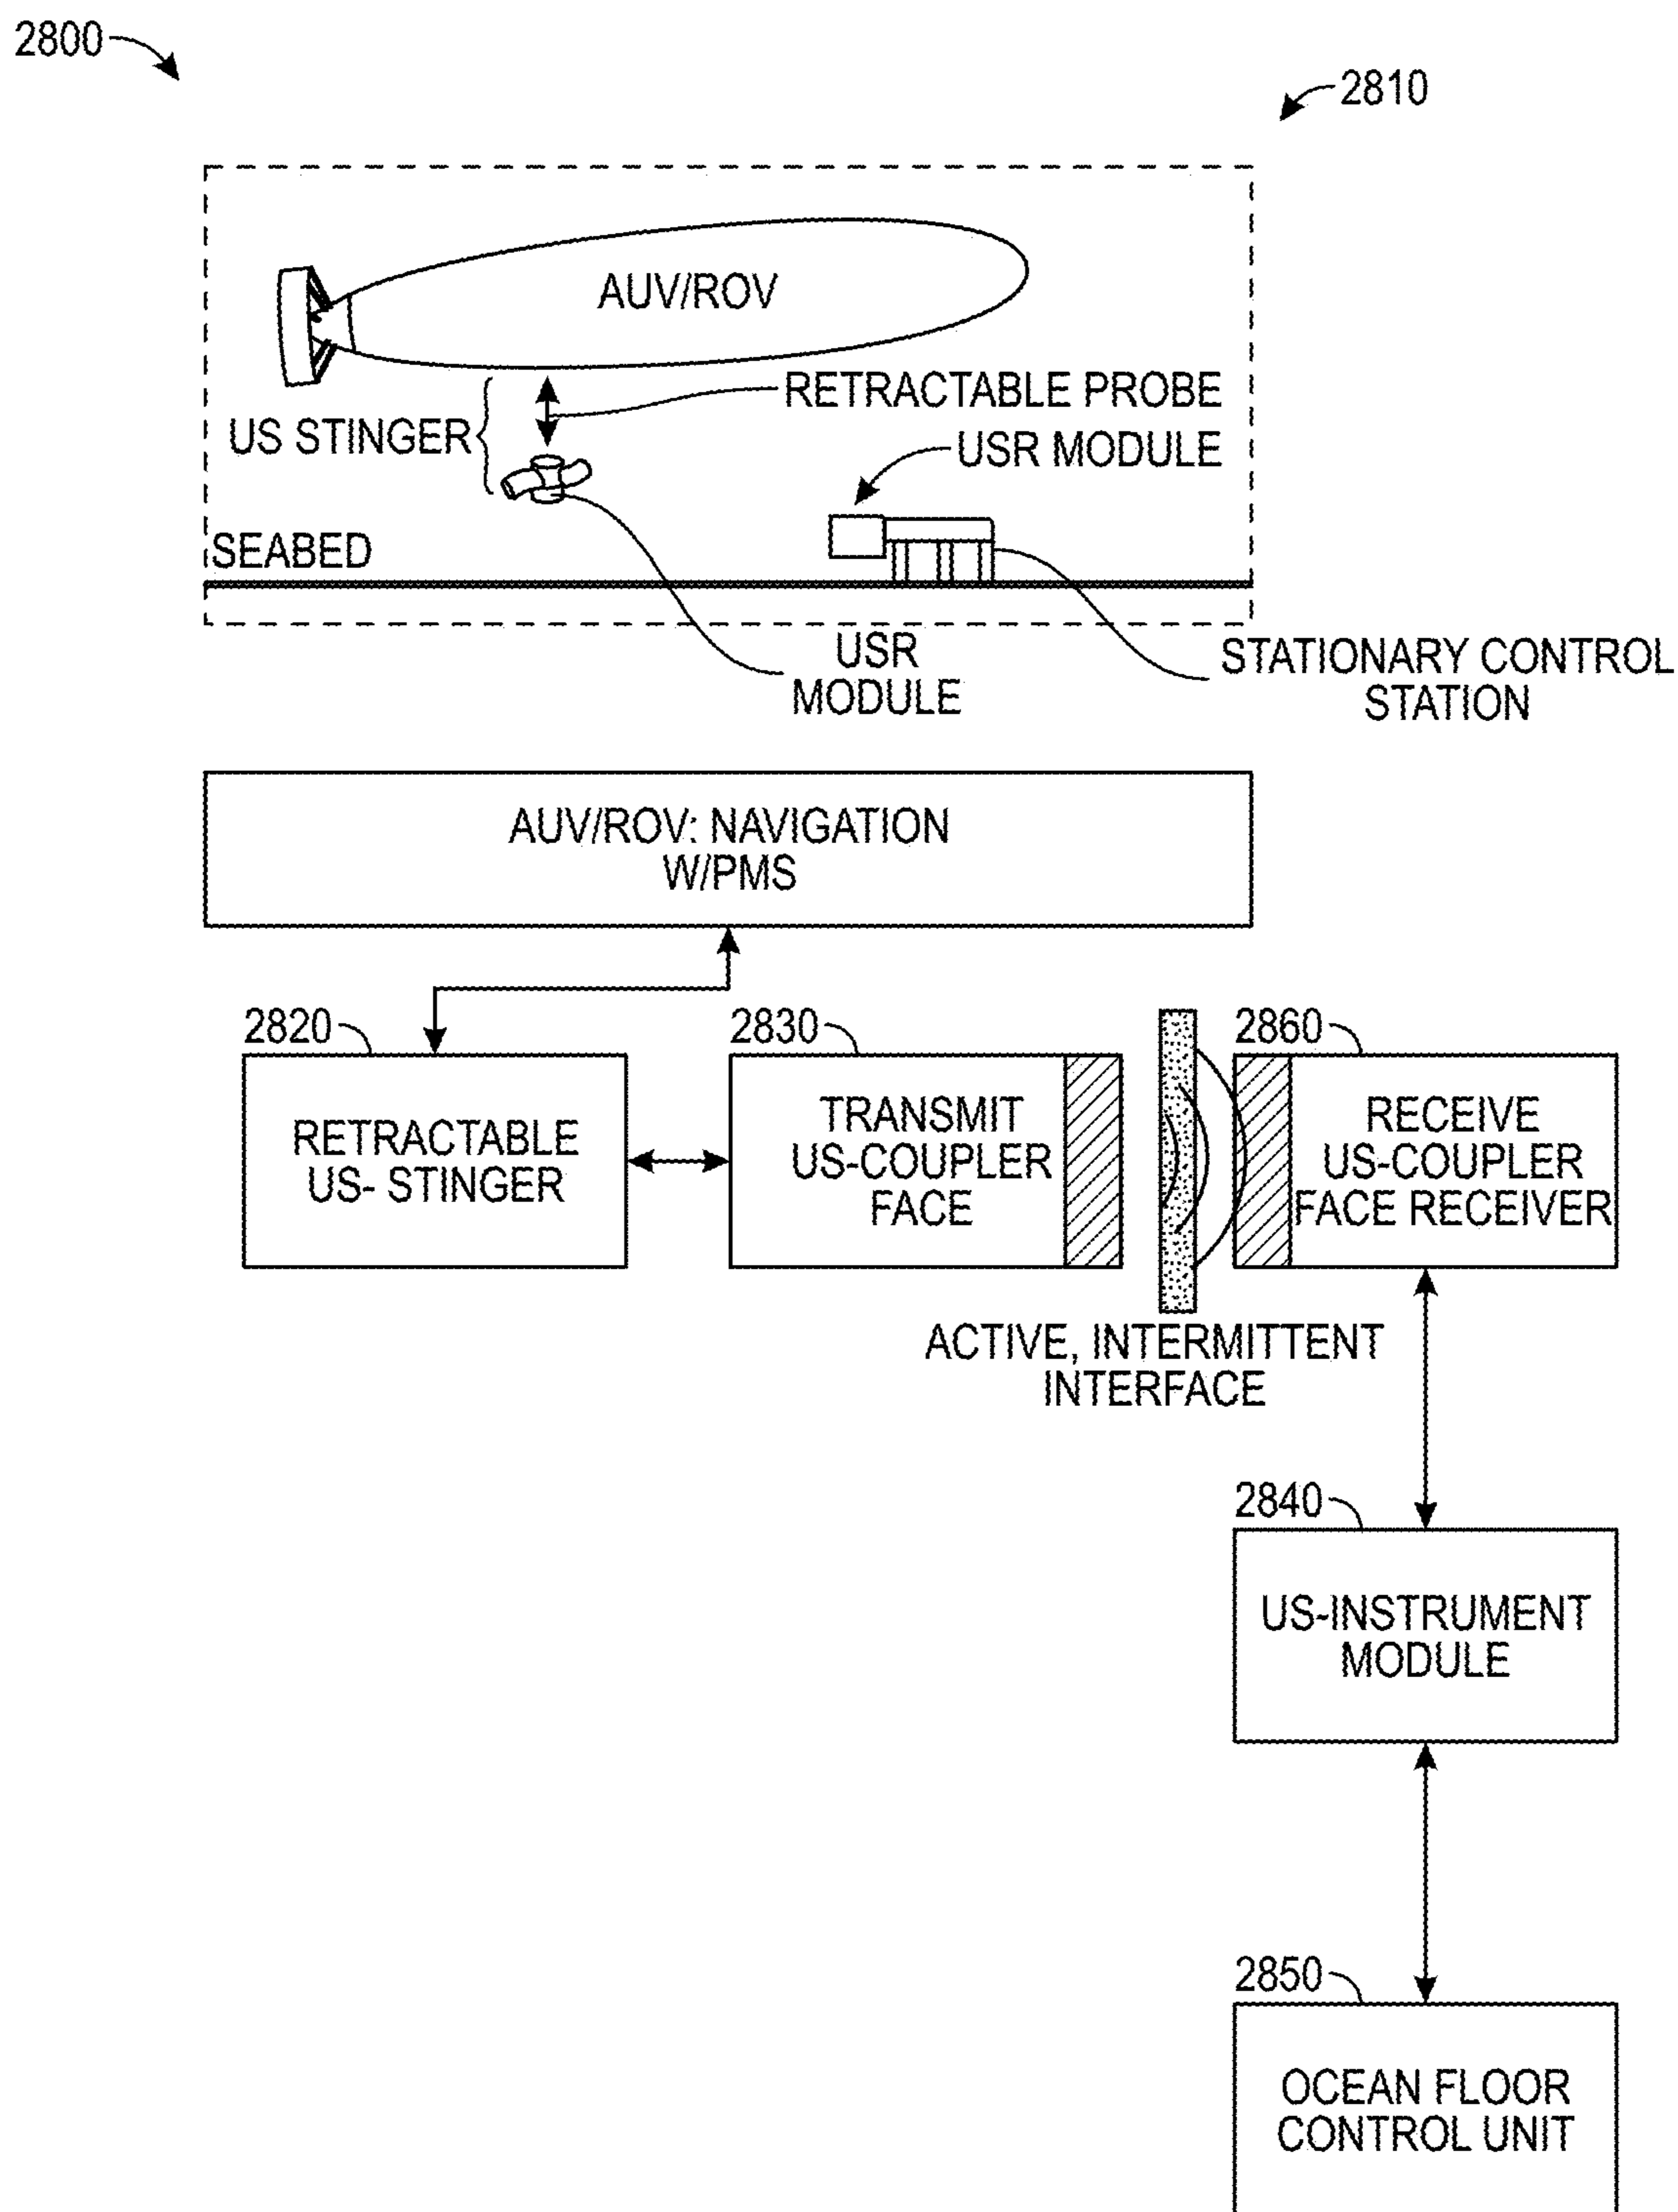 2800
2810
AUV/ROV
RETRACTABLE PROBE
US STINGER
USR MODULE
SEABED
USR
MODULE
STATIONARY CONTROL
STATION
AUV/ROV: NAVIGATION
W/PMS
2820
2830
2860
RETRACTABLE
US- STINGER
TRANSMIT
US-COUPLER
FACE
RECEIVE
US-COUPLER
FACE RECEIVER
ACTIVE, INTERMITTENT
INTERFACE
2840
US-INSTRUMENT
MODULE
2850
OCEAN FLOOR
CONTROL UNIT